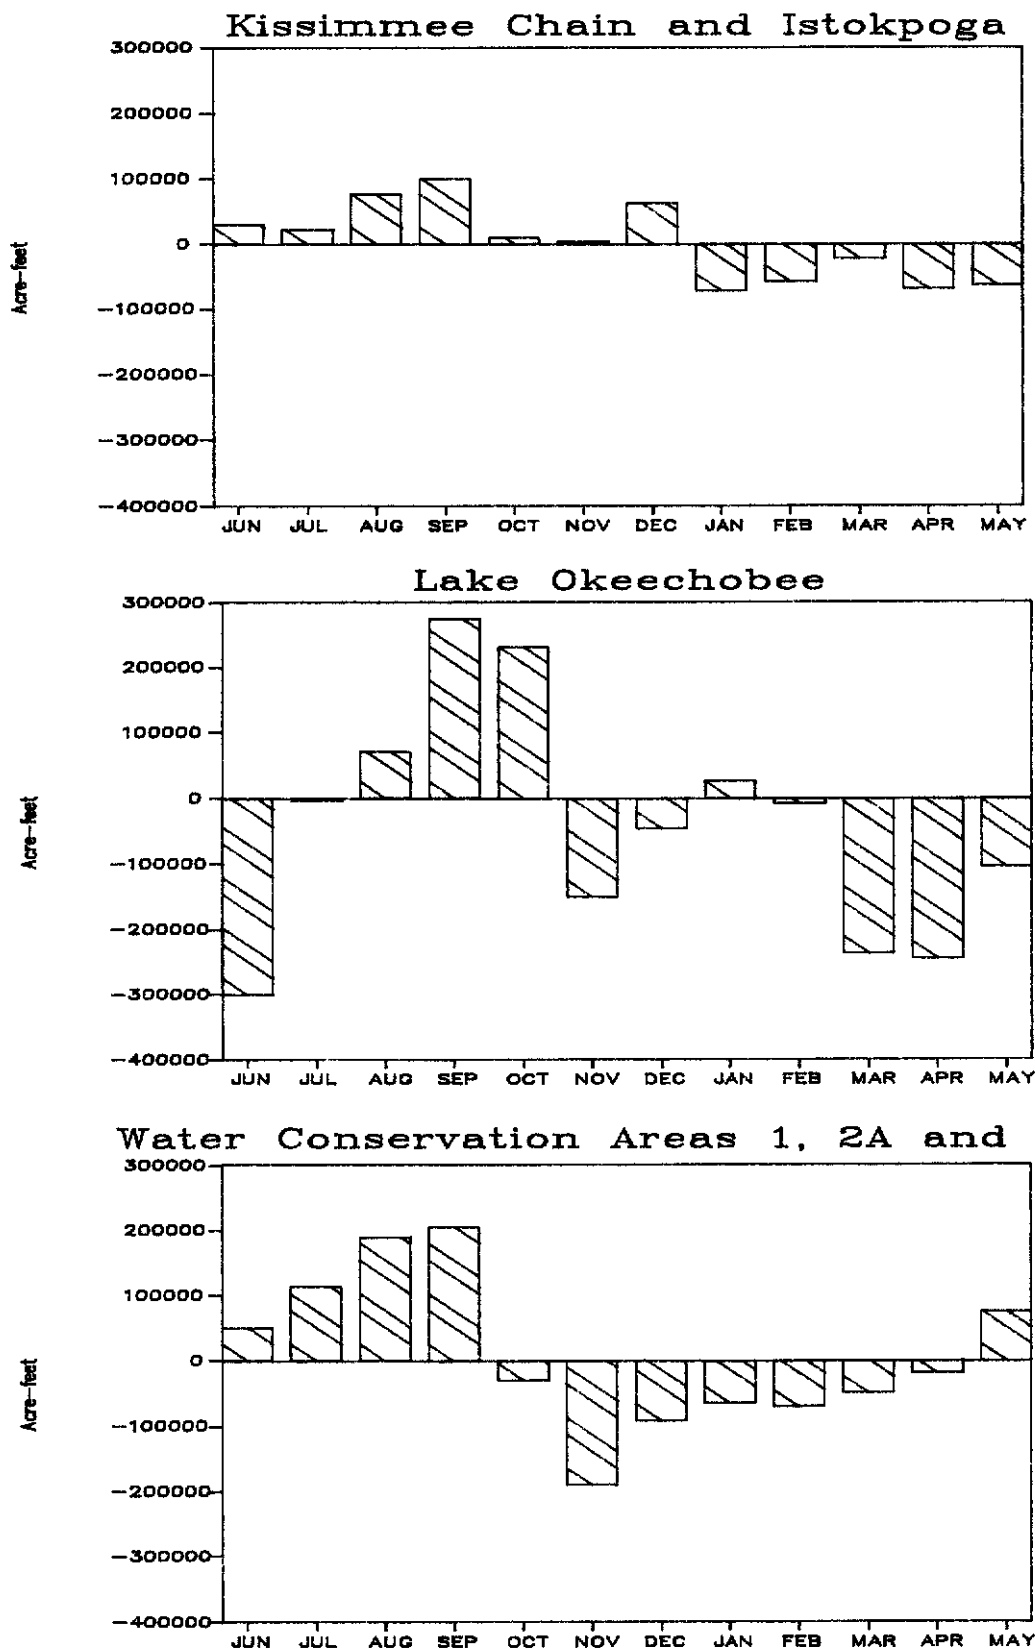 Kissimmee Chain and Istokpoga
300000
200000
100000
0
-100000
-200000
-300000
-400000
Acre-feet
JUN JUL AUG SEP OCT NOV DEC JAN FEB MAR APR MAY
Lake Okeechobee
300000
200000
100000
0
-100000
-200000
-300000
-400000
Acre-feet
JUN JUL AUG SEP OCT NOV DEC JAN FEB MAR APR MAY
Water Conservation Areas 1, 2A and
300000
200000
100000
0
-100000
-200000
-300000
-400000
Acre-feet
JUN JUL AUG SEP OCT NOV DEC JAN FEB MAR APR MAY